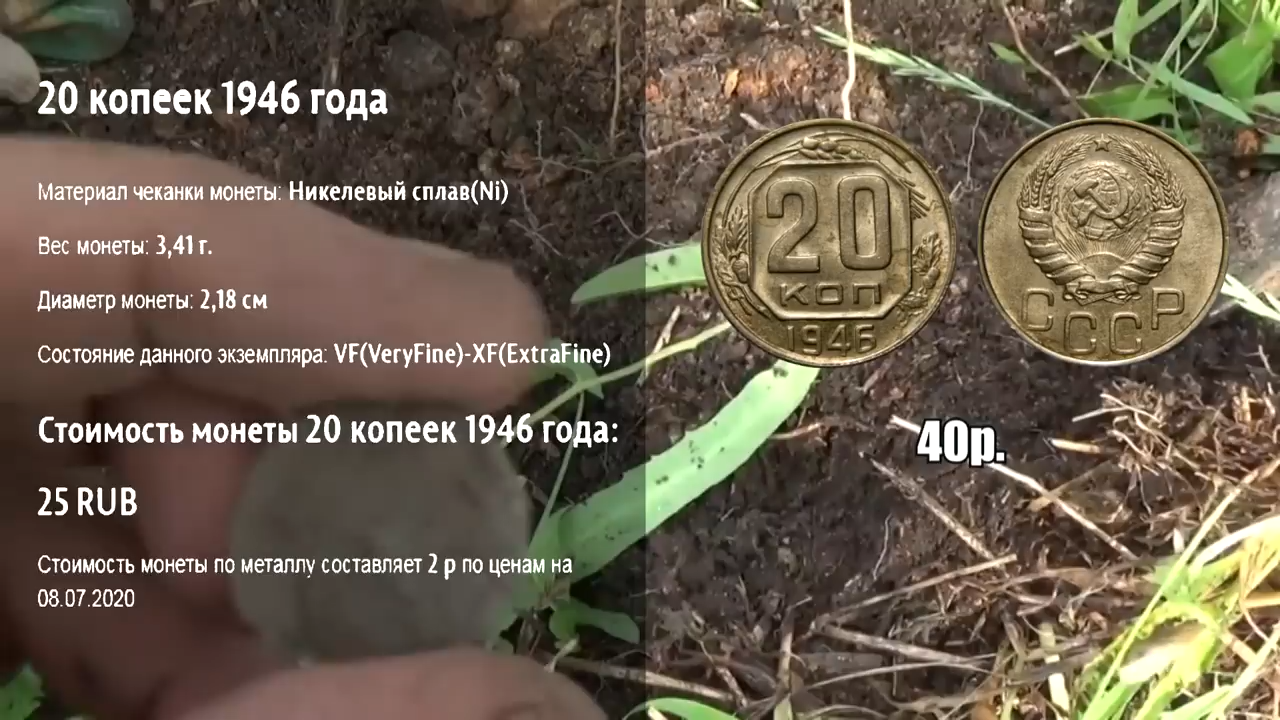 20 копеек 1946 года
Материал чеканки монеты: Никелевый сплав(Ni)
Вес монеты: 3,41 г.
Диаметр монеты: 2,18 см
Состояние данного экземпляра: VF(VeryFine)-XF(ExtraFine)
Стоимость монеты 20 копеек 1946 года:
25 RUB
Стоимость монеты по металлу составляет 2 р по ценам на
08.07.2020
20
КОП
1946
СССР
40р.